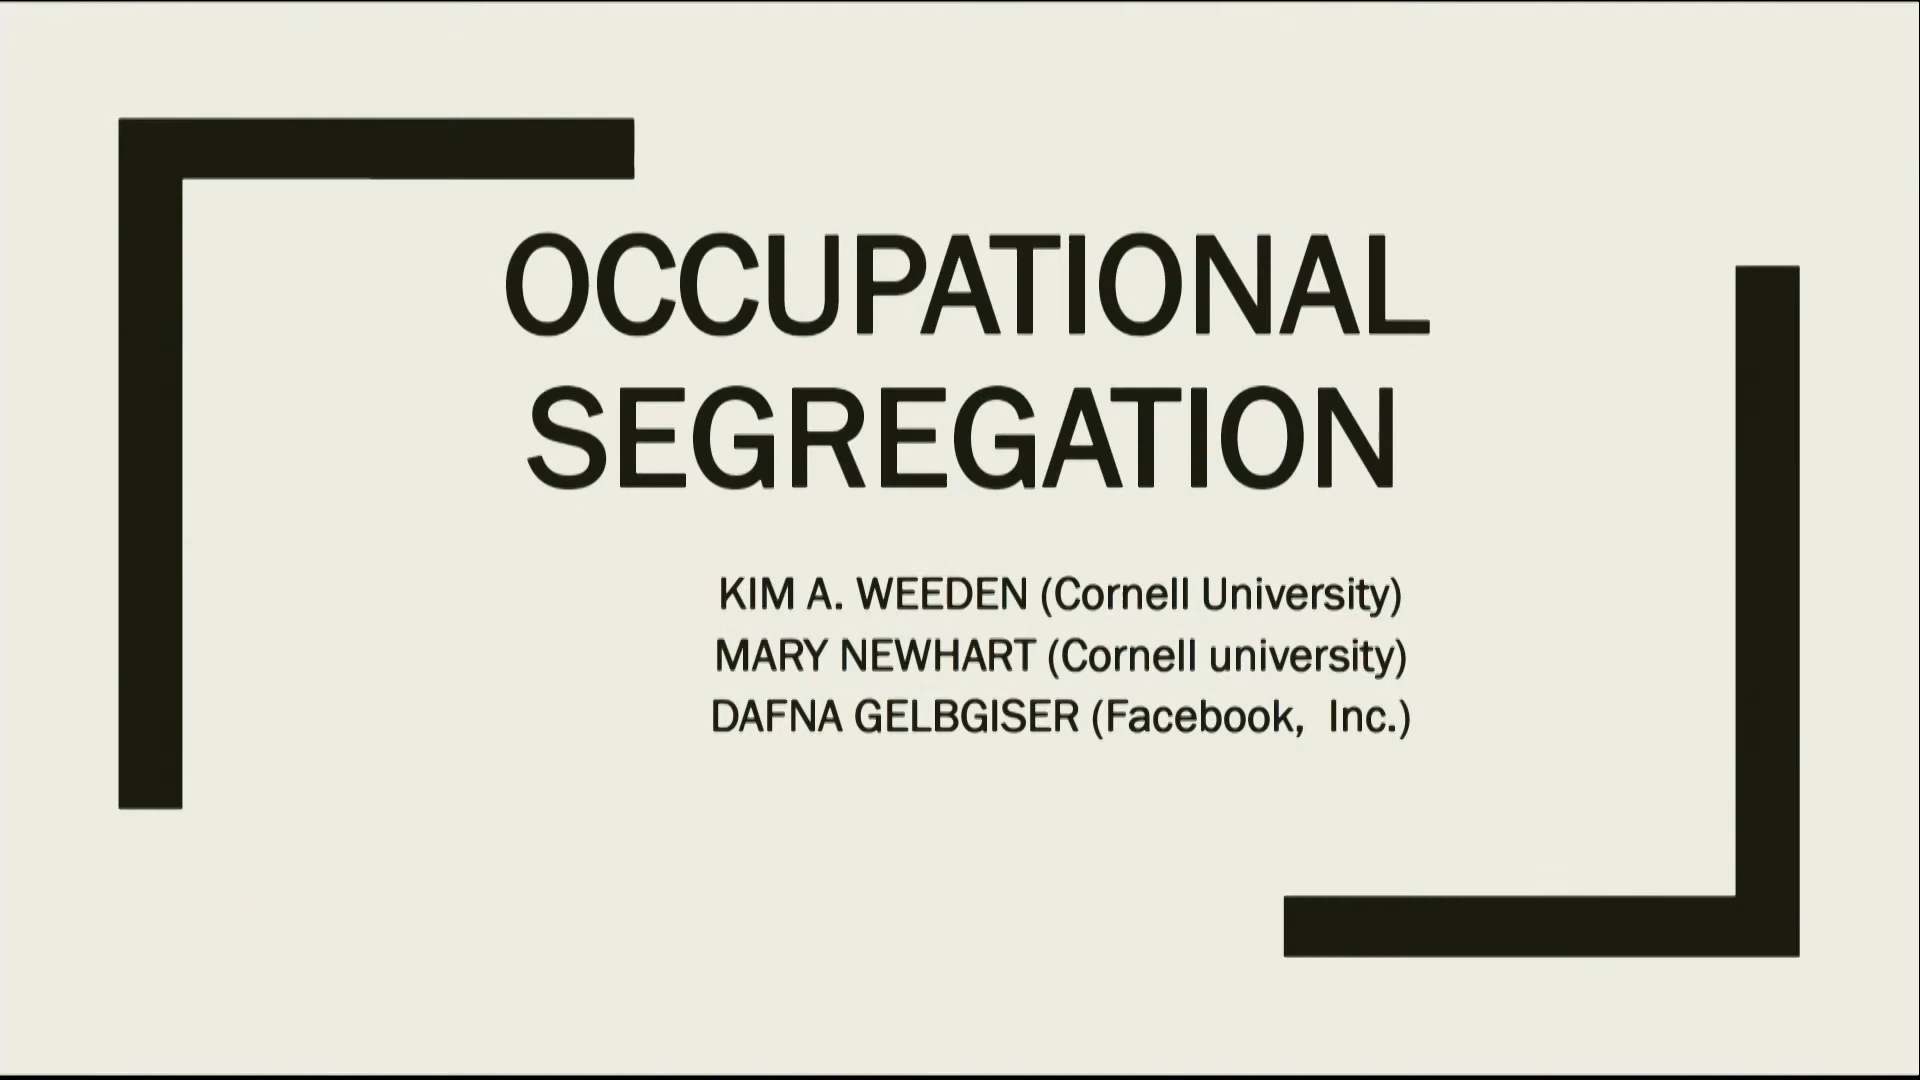 OCCUPATIONAL
SEGREGATION
KIM A. WEEDEN (Cornell University)
MARY NEWHART (Cornell university)
DAFNA GELBGISER (Facebook,  Inc.)